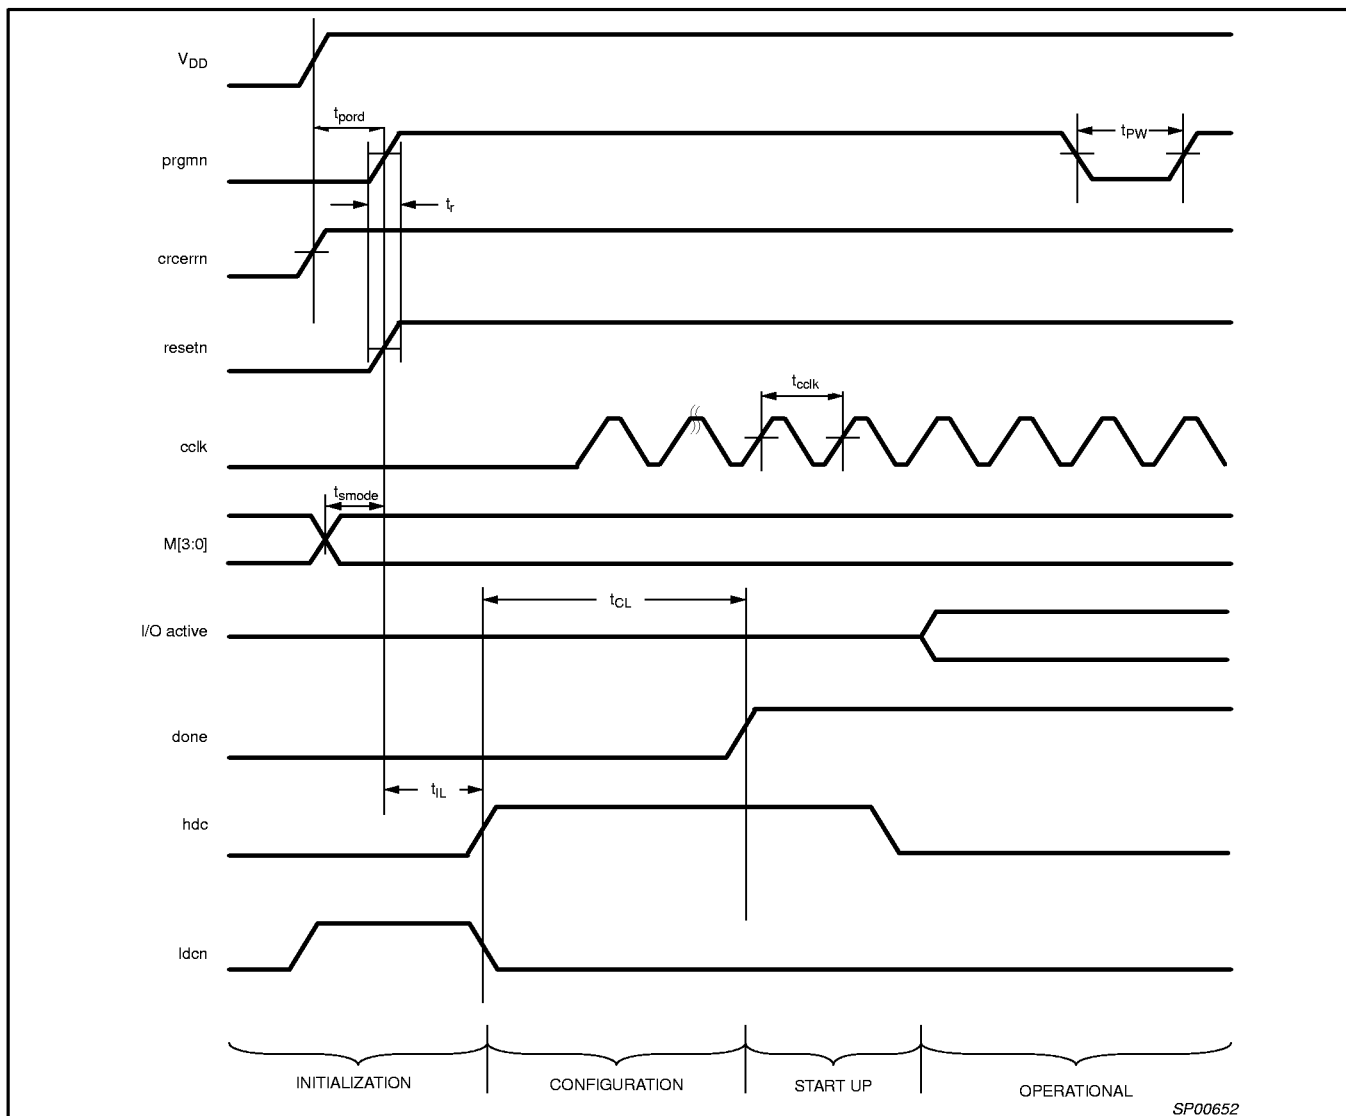 VDD
tpord
prgmn
tPW
tr
crcerrn
resetn
tcclk
cclk
tsmode
M[3:0]
tCL
I/O active
done
tIL
hdc
ldcn
INITIALIZATION
CONFIGURATION
START UP
OPERATIONAL
SP00652